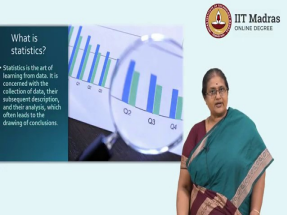 What is
statistics?
• Statistics is the art of
learning from data. It is
concerned with the
collection of data, their
subsequent description,
and their analysis, which
often leads to the
drawing of conclusions.
Q2
Q3
Q4
IIT Madras
ONLINE DEGREE